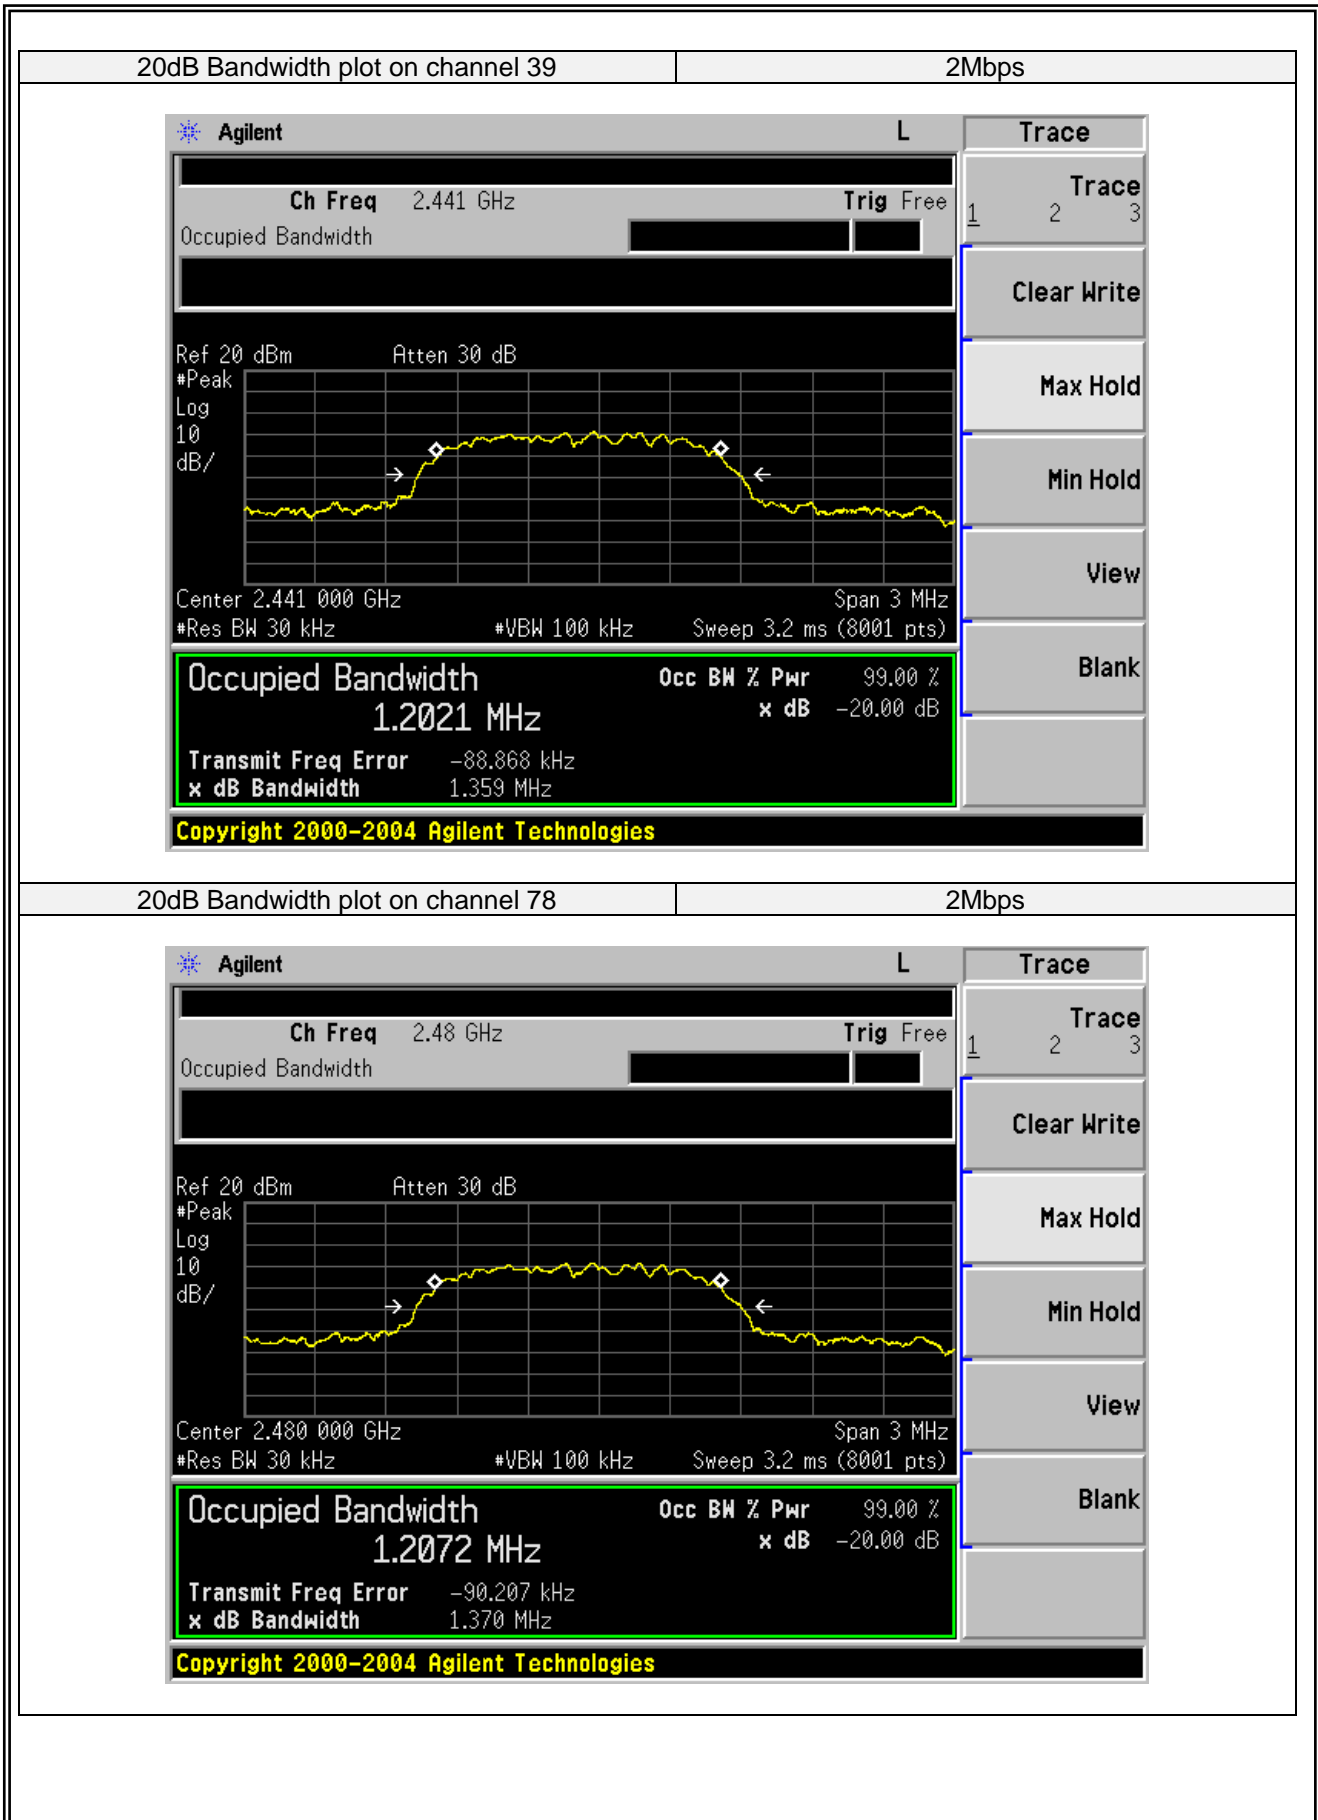 20dB Bandwidth plot on channel 39 2Mbps
Agilent L Trace
Ch Freq 2.441 GHz Trig Free
Occupied Bandwidth
Trace
1 2 3
Clear Write
Ref 20 dBm Atten 30 dB
#Peak
Log
10
dB/
Max Hold
Min Hold
View
Center 2.441 000 GHz Span 3 MHz
#Res BW 30 kHz #VBW 100 kHz Sweep 3.2 ms (8001 pts)
Blank
Occupied Bandwidth Occ BW % Pwr 99.00 %
1.2021 MHz x dB -20.00 dB
Transmit Freq Error -88.868 kHz
x dB Bandwidth 1.359 MHz
Copyright 2000-2004 Agilent Technologies
20dB Bandwidth plot on channel 78 2Mbps
Agilent L Trace
Ch Freq 2.48 GHz Trig Free
Occupied Bandwidth
Trace
1 2 3
Clear Write
Ref 20 dBm Atten 30 dB
#Peak
Log
10
dB/
Max Hold
Min Hold
View
Center 2.480 000 GHz Span 3 MHz
#Res BW 30 kHz #VBW 100 kHz Sweep 3.2 ms (8001 pts)
Blank
Occupied Bandwidth Occ BW % Pwr 99.00 %
1.2072 MHz x dB -20.00 dB
Transmit Freq Error -90.207 kHz
x dB Bandwidth 1.370 MHz
Copyright 2000-2004 Agilent Technologies